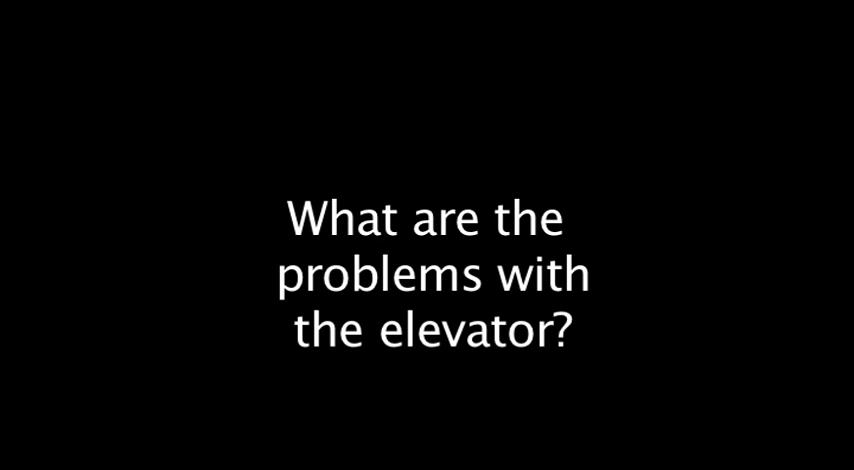 What are the
problems with
the elevator?